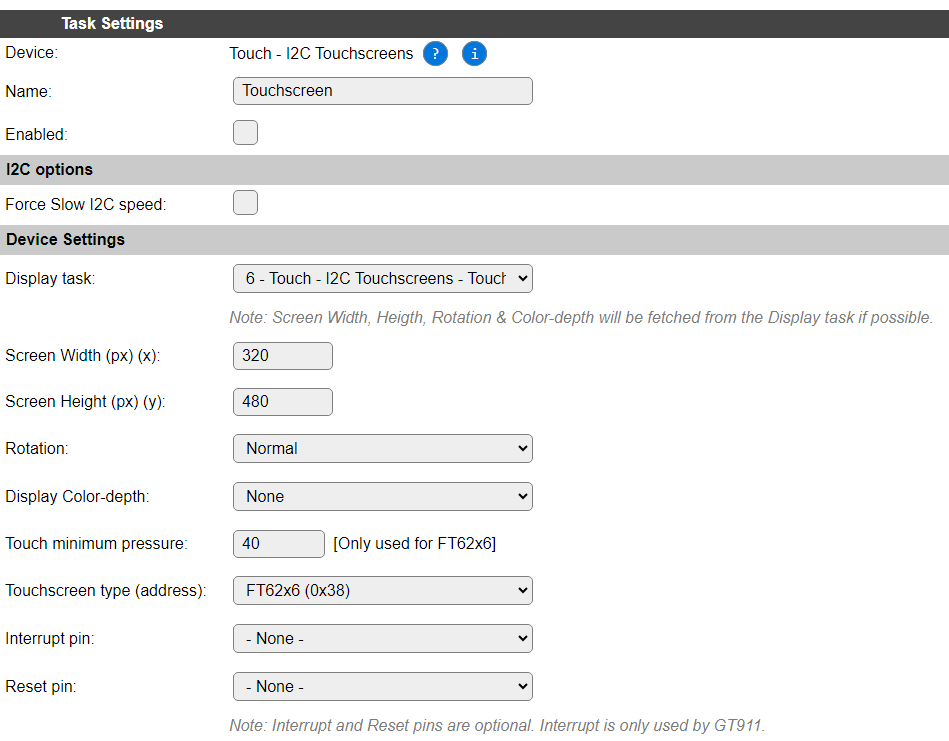 Task Settings
Device: Touch - I2C Touchscreens ? i
Name: Touchscreen
Enabled:
I2C options
Force Slow I2C speed:
Device Settings
Display task: 6 - Touch - I2C Touchscreens - Touch
Note: Screen Width, Heigth, Rotation & Color-depth will be fetched from the Display task if possible.
Screen Width (px) (x): 320
Screen Height (px) (y): 480
Rotation: Normal
Display Color-depth: None
Touch minimum pressure: 40 [Only used for FT62x6]
Touchscreen type (address): FT62x6 (0x38)
Interrupt pin: - None -
Reset pin: - None -
Note: Interrupt and Reset pins are optional. Interrupt is only used by GT911.